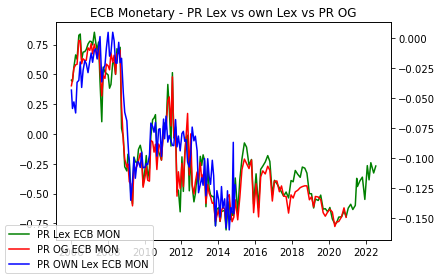 ECB Monetary - PR Lex vs own Lex vs PR OG
0.75
0.50
0.25
0.00
−0.25
−0.50
−0.75
0.000
−0.025
−0.050
−0.075
−0.100
−0.125
−0.150
2010 2012 2014 2016 2018 2020 2022
PR Lex ECB MON
PR OG ECB MON
PR OWN Lex ECB MON